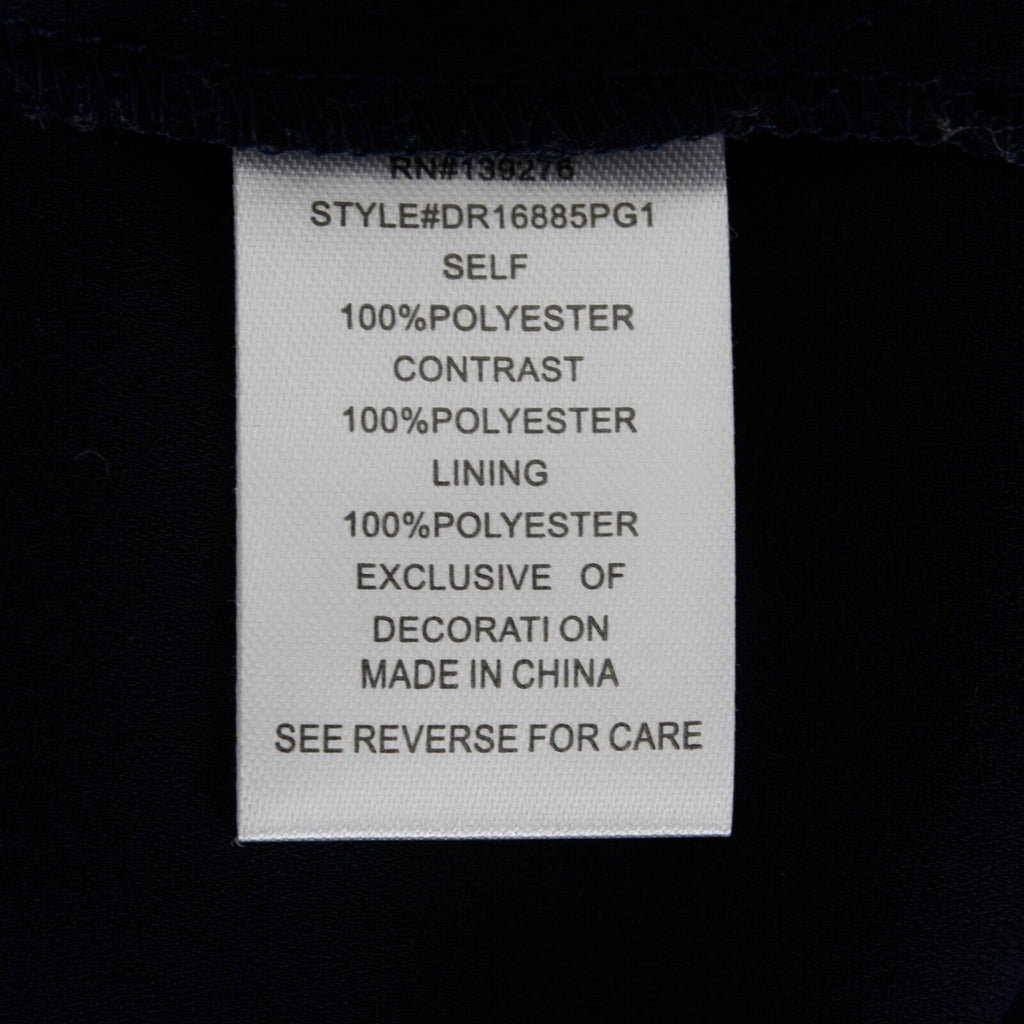 RN#139276
STYLE#DR16885PG1
SELF
100%POLYESTER
CONTRAST
100%POLYESTER
LINING
100%POLYESTER
EXCLUSIVE OF
DECORATI ON
MADE IN CHINA
SEE REVERSE FOR CARE